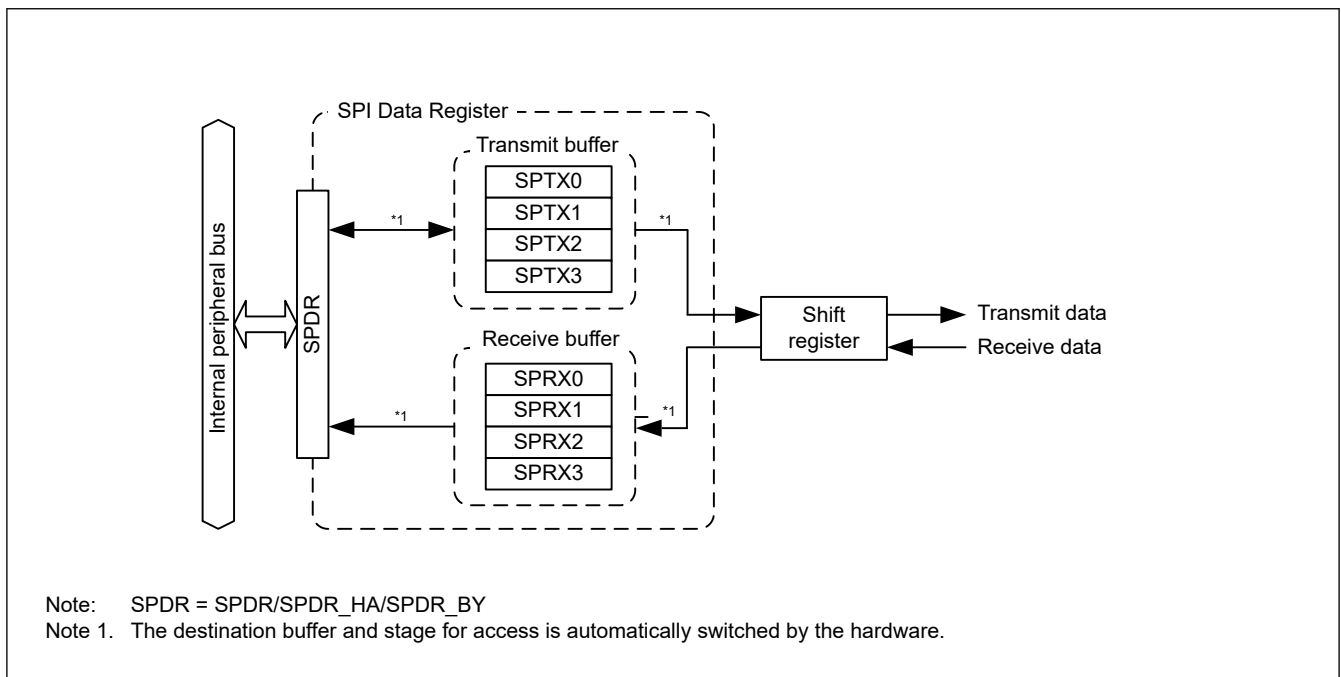 SPI Data Register
Transmit buffer
SPTX0
SPTX1
SPTX2
SPTX3
*1
*1
Internal peripheral bus
SPDR
Shift
register
Transmit data
Receive data
Receive buffer
SPRX0
SPRX1
SPRX2
SPRX3
*1
*1
Note: SPDR = SPDR/SPDR_HA/SPDR_BY
Note 1. The destination buffer and stage for access is automatically switched by the hardware.